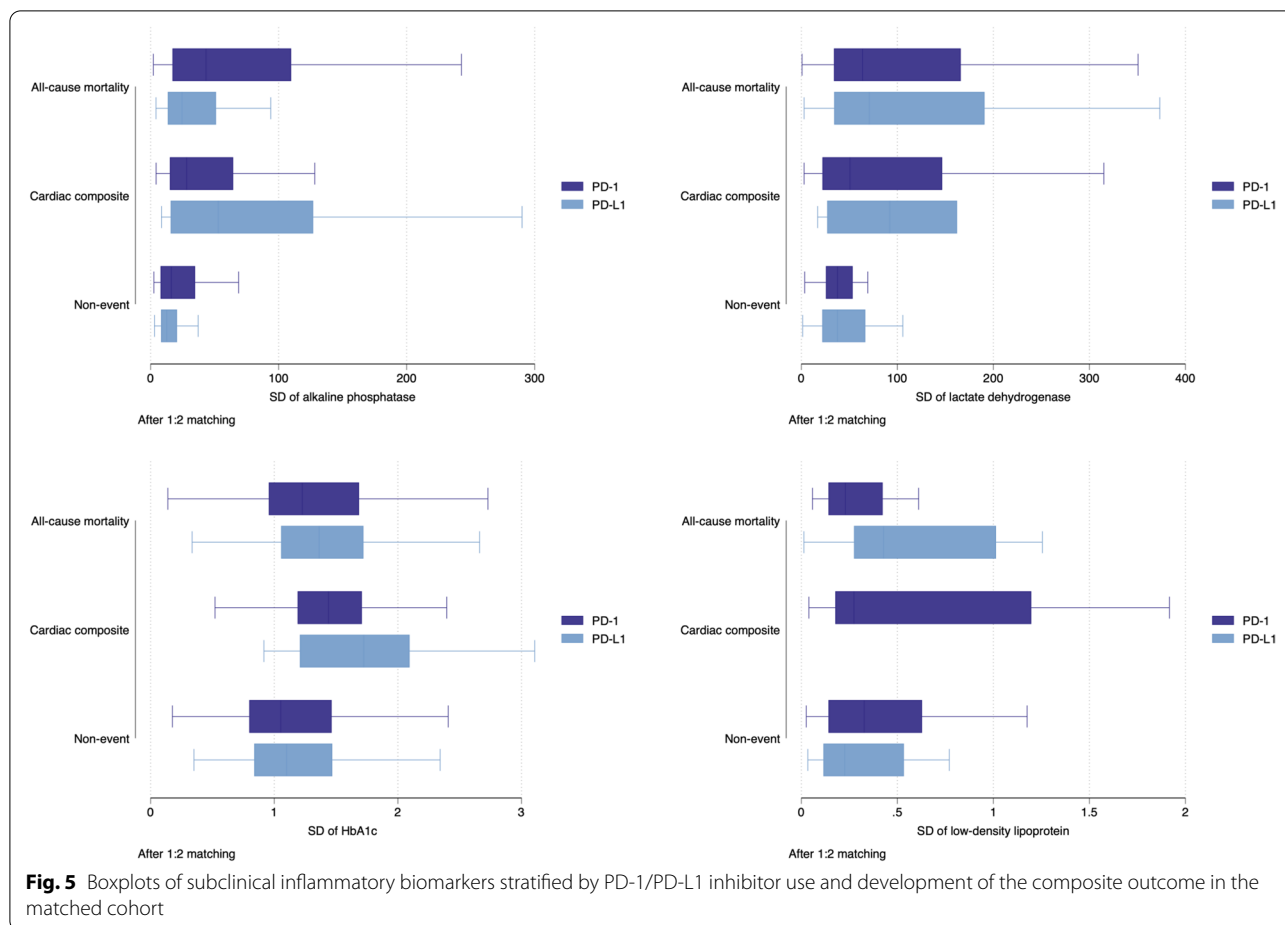 All-cause mortality
Cardiac composite
Non-event
PD-1
PD-L1
0 100 200 300
SD of alkaline phosphatase
After 1:2 matching
All-cause mortality
Cardiac composite
Non-event
PD-1
PD-L1
0 100 200 300 400
SD of lactate dehydrogenase
After 1:2 matching
All-cause mortality
Cardiac composite
Non-event
PD-1
PD-L1
0 1 2 3
SD of HbA1c
After 1:2 matching
All-cause mortality
Cardiac composite
Non-event
PD-1
PD-L1
0 .5 1 1.5 2
SD of low-density lipoprotein
After 1:2 matching
Fig. 5 Boxplots of subclinical inflammatory biomarkers stratified by PD-1/PD-L1 inhibitor use and development of the composite outcome in the
matched cohort